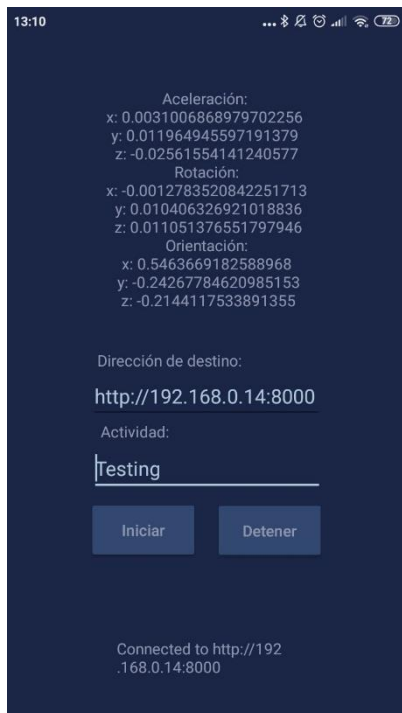 13:10
72
Aceleración:
x: 0.0031006868979702256
y: 0.011964945597191379
z: -0.02561554141240577
Rotación:
x: -0.0012783520842251713
y: 0.010406326921018836
z: 0.011051376551797946
Orientación:
x: 0.5463669182588968
y: -0.24267784620985153
z: -0.2144117533891355
Dirección de destino:
http://192.168.0.14:8000
Actividad:
Testing
Iniciar Detener
Connected to http://192
.168.0.14:8000